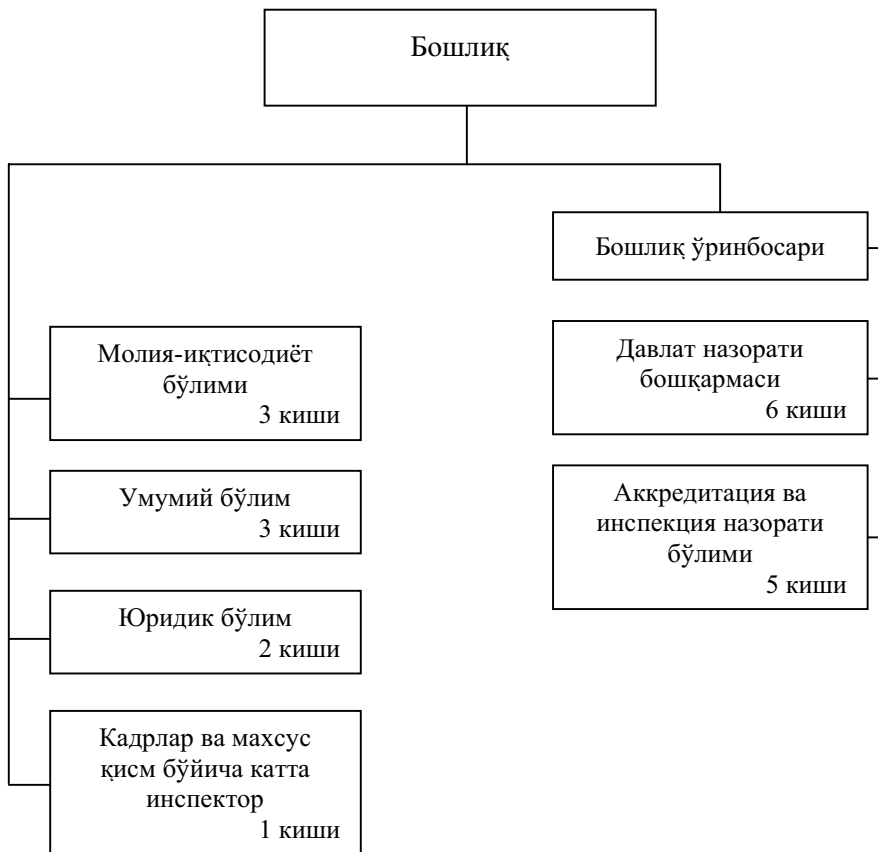 Бошлиқ
Бошлиқ ўринбосари
Молия-иқтисодиёт
бўлими
3 киши
Умумий бўлим
3 киши
Юридик бўлим
2 киши
Кадрлар ва махсус
қисм бўйича катта
инспектор
1 киши
Давлат назорати
бошқармаси
6 киши
Аккредитация ва
инспекция назорати
бўлими
5 киши